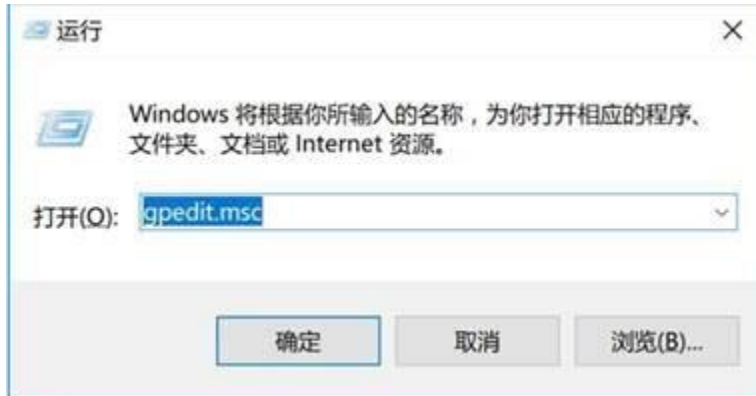 运行
Windows 将根据你所输入的名称，为你打开相应的程序、
文件夹、文档或 Internet 资源。
打开(O): gpedit.msc
确定 取消 浏览(B)...